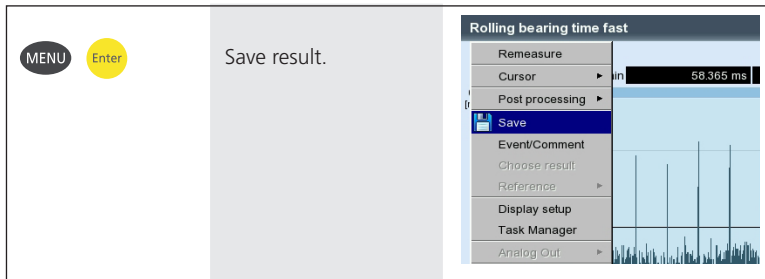 MENU
Enter
Save result.
Rolling bearing time fast
Remeasure
Cursor
in 58.365 ms
Post processing
Save
Event/Comment
Choose result
Reference
Display setup
Task Manager
Analog Out